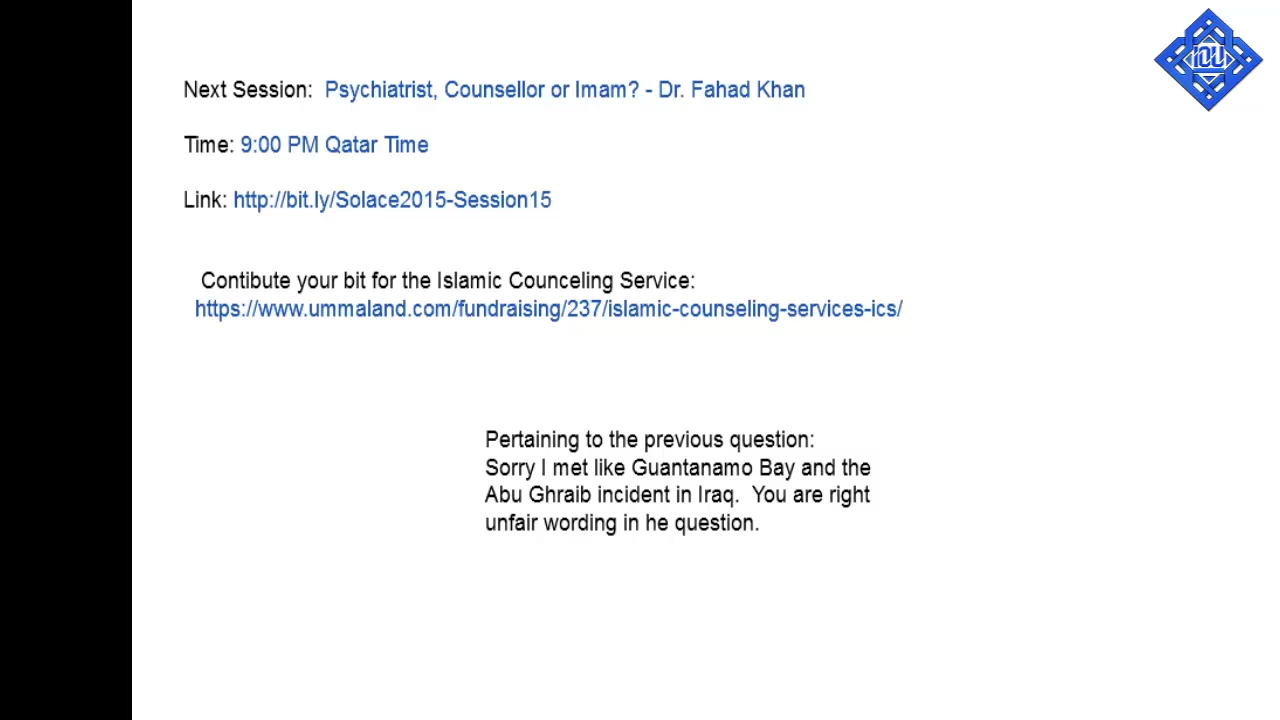 Next Session: Psychiatrist, Counsellor or Imam? - Dr. Fahad Khan
Time: 9:00 PM Qatar Time
Link: http://bit.ly/Solace2015-Session15
Contibute your bit for the Islamic Counceling Service:
https://www.ummaland.com/fundraising/237/islamic-counseling-services-ics/
Pertaining to the previous question:
Sorry I met like Guantanamo Bay and the
Abu Ghraib incident in Iraq. You are right
unfair wording in he question.